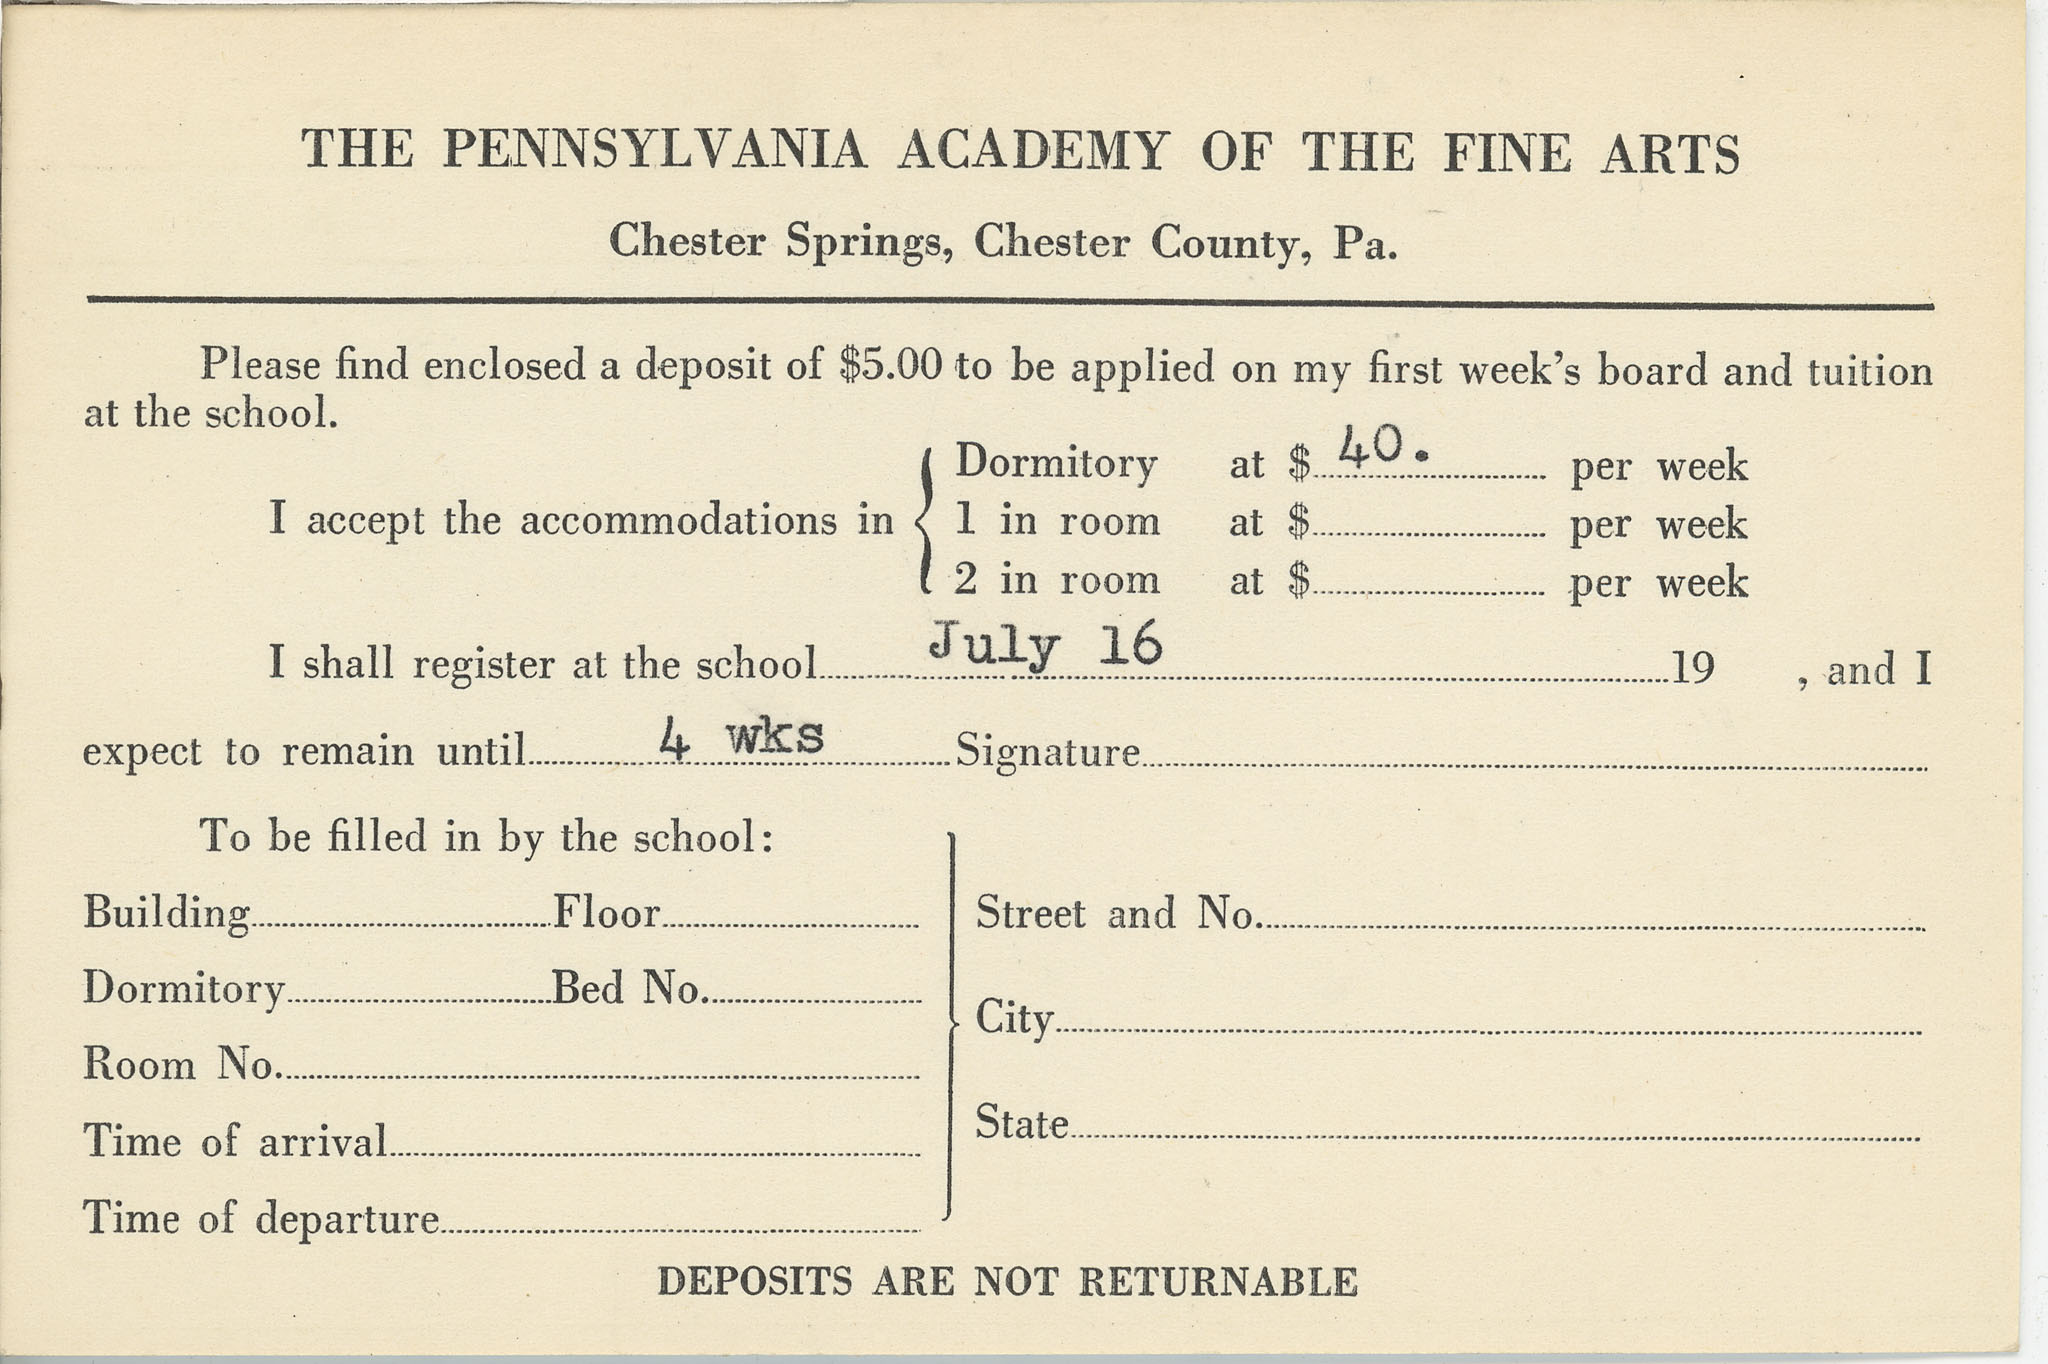 THE PENNSYLVANIA ACADEMY OF THE FINE ARTS
Chester Springs, Chester County, Pa.
Please find enclosed a deposit of $5.00 to be applied on my first week's board and tuition
at the school.
I accept the accommodations in
Dormitory at $ 40. per week
1 in room at $ per week
2 in room at $ per week
I shall register at the school July 16 19 , and I
expect to remain until 4 wks Signature
To be filled in by the school:
Building Floor
Dormitory Bed No.
Room No.
Time of arrival
Time of departure
Street and No.
City
State
DEPOSITS ARE NOT RETURNABLE